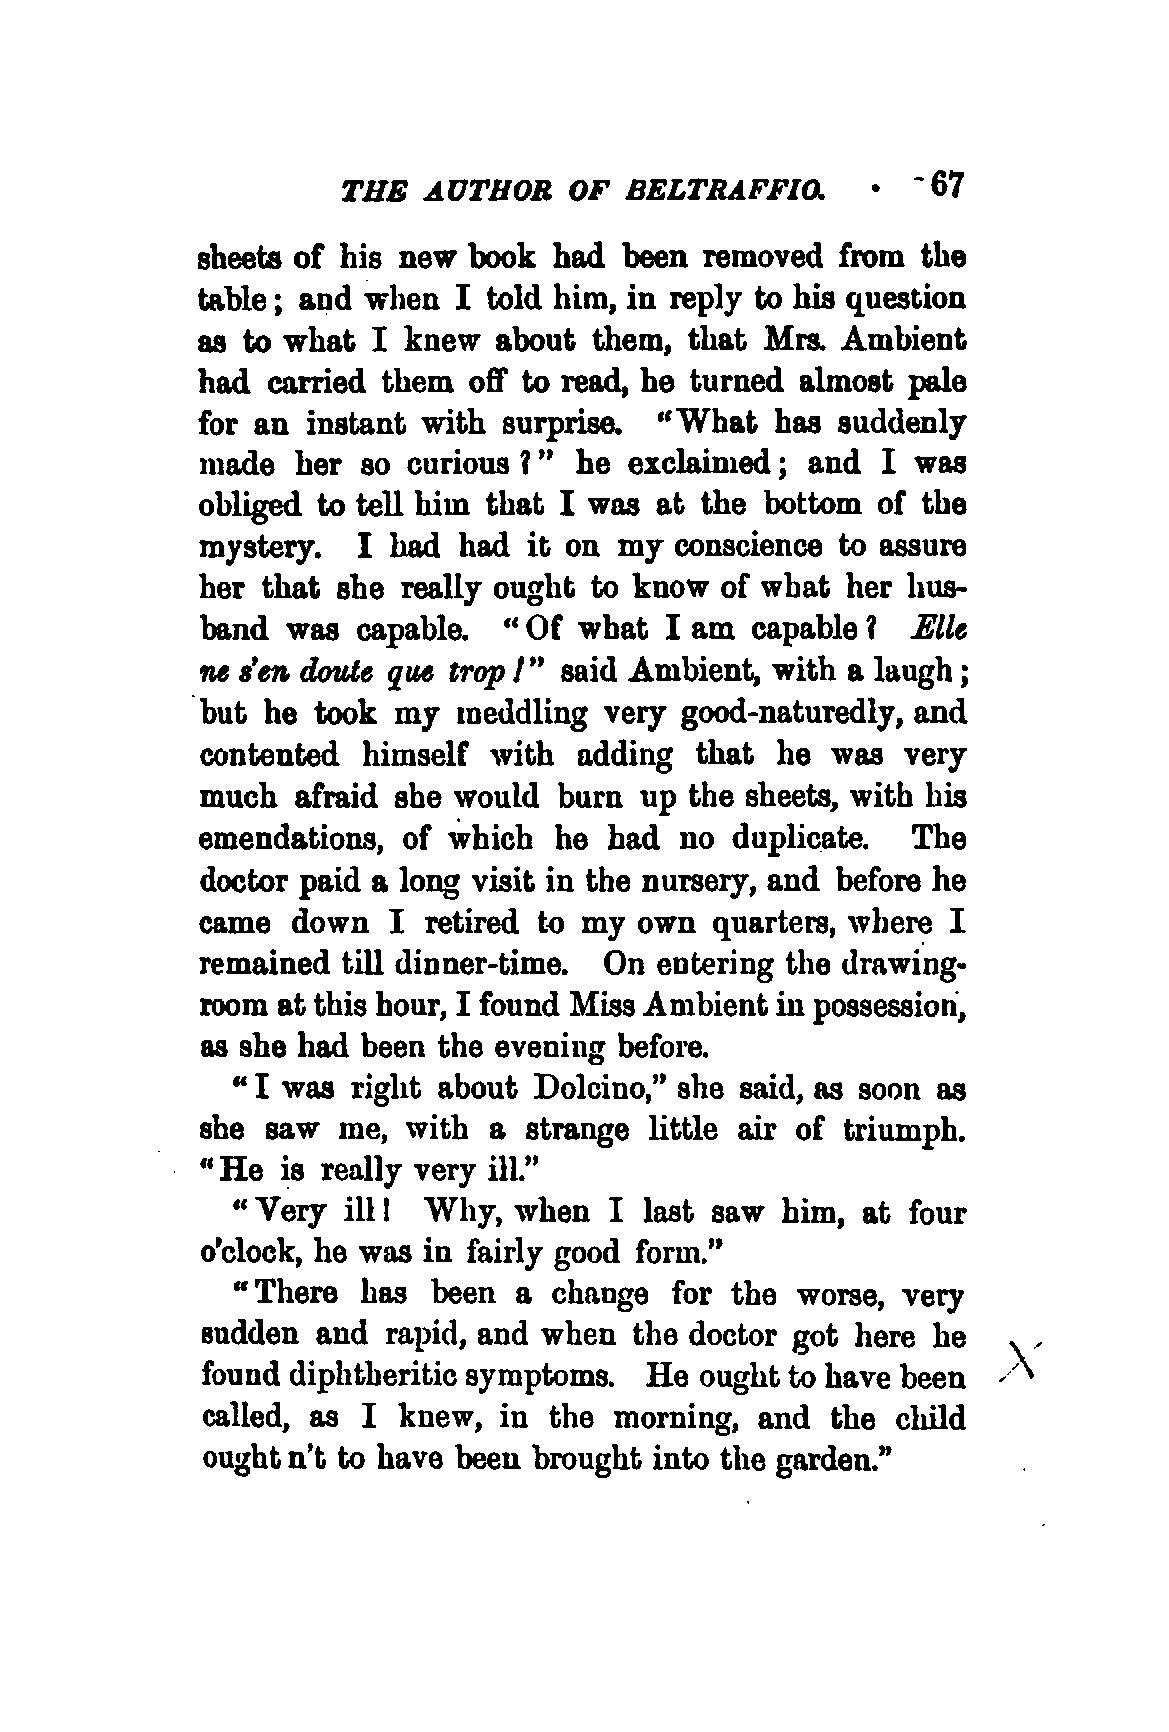 THE AUTHOR OF BELTRAFFIO. 67
sheets of his new book had been removed from the
table; and when I told him, in reply to his question
as to what I knew about them, that Mrs. Ambient
had carried them off to read, he turned almost pale
for an instant with surprise. "What has suddenly
made her so curious?" he exclaimed; and I was
obliged to tell him that I was at the bottom of the
mystery. I had had it on my conscience to assure
her that she really ought to know of what her hus-
band was capable. "Of what I am capable? Elle
ne s'en doute que trop!" said Ambient, with a laugh;
but he took my meddling very good-naturedly, and
contented himself with adding that he was very
much afraid she would burn up the sheets, with his
emendations, of which he had no duplicate. The
doctor paid a long visit in the nursery, and before he
came down I retired to my own quarters, where I
remained till dinner-time. On entering the drawing-
room at this hour, I found Miss Ambient in possession,
as she had been the evening before.
"I was right about Dolcino," she said, as soon as
she saw me, with a strange little air of triumph.
"He is really very ill."
"Very ill! Why, when I last saw him, at four
o'clock, he was in fairly good form."
"There has been a change for the worse, very
sudden and rapid, and when the doctor got here he
found diphtheritic symptoms. He ought to have been
called, as I knew, in the morning, and the child
ought n't to have been brought into the garden."